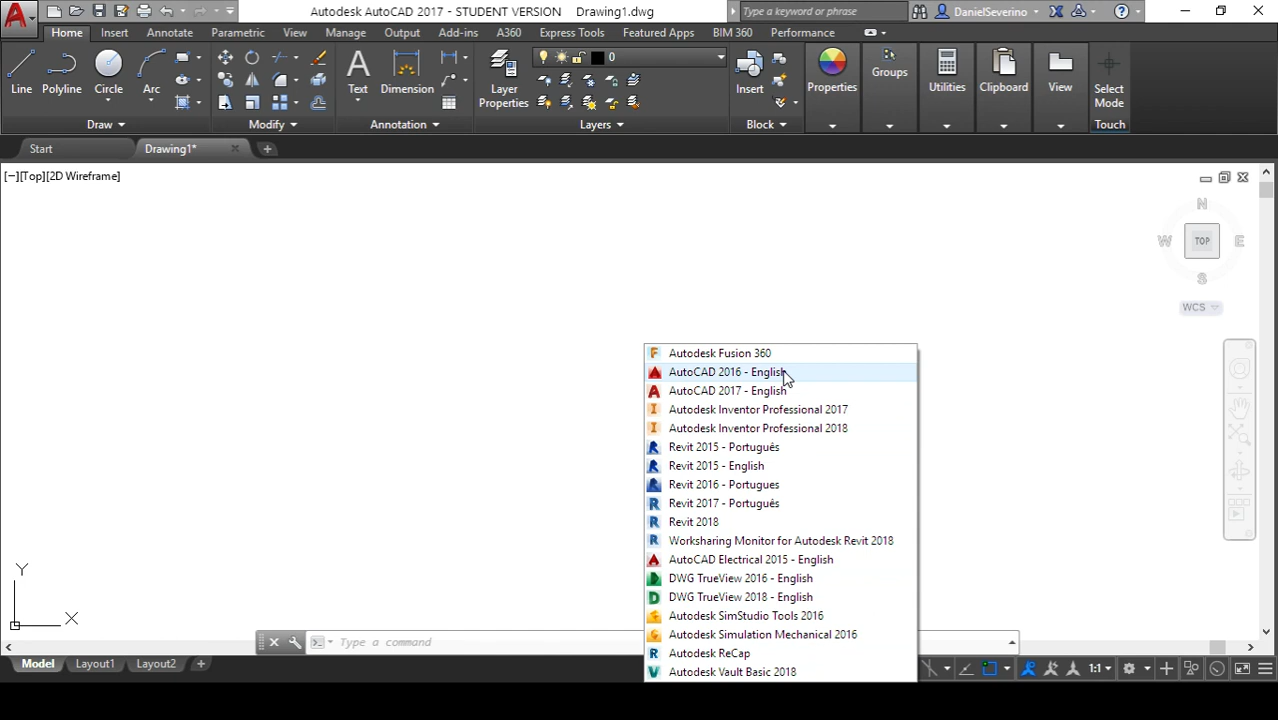 Autodesk AutoCAD 2017 - STUDENT VERSION Drawing1.dwg
Type a keyword or phrase
DanielSeverino
Home Insert Annotate Parametric View Manage Output Add-ins A360 Express Tools Featured Apps BIM 360 Performance
0
Line Polyline Circle Arc
Text Dimension
Layer Properties
Insert
Properties
Groups
Utilities
Clipboard
View
Select Mode
Draw Modify Annotation Layers Block Touch
Start Drawing1*
[−][Top][2D Wireframe]
N
W TOP E
S
WCS
Autodesk Fusion 360
AutoCAD 2016 - English
AutoCAD 2017 - English
Autodesk Inventor Professional 2017
Autodesk Inventor Professional 2018
Revit 2015 - Português
Revit 2015 - English
Revit 2016 - Portugues
Revit 2017 - Português
Revit 2018
Worksharing Monitor for Autodesk Revit 2018
AutoCAD Electrical 2015 - English
DWG TrueView 2016 - English
DWG TrueView 2018 - English
Autodesk SimStudio Tools 2016
Autodesk Simulation Mechanical 2016
Autodesk ReCap
Autodesk Vault Basic 2018
Y
X
Type a command
Model Layout1 Layout2
1:1